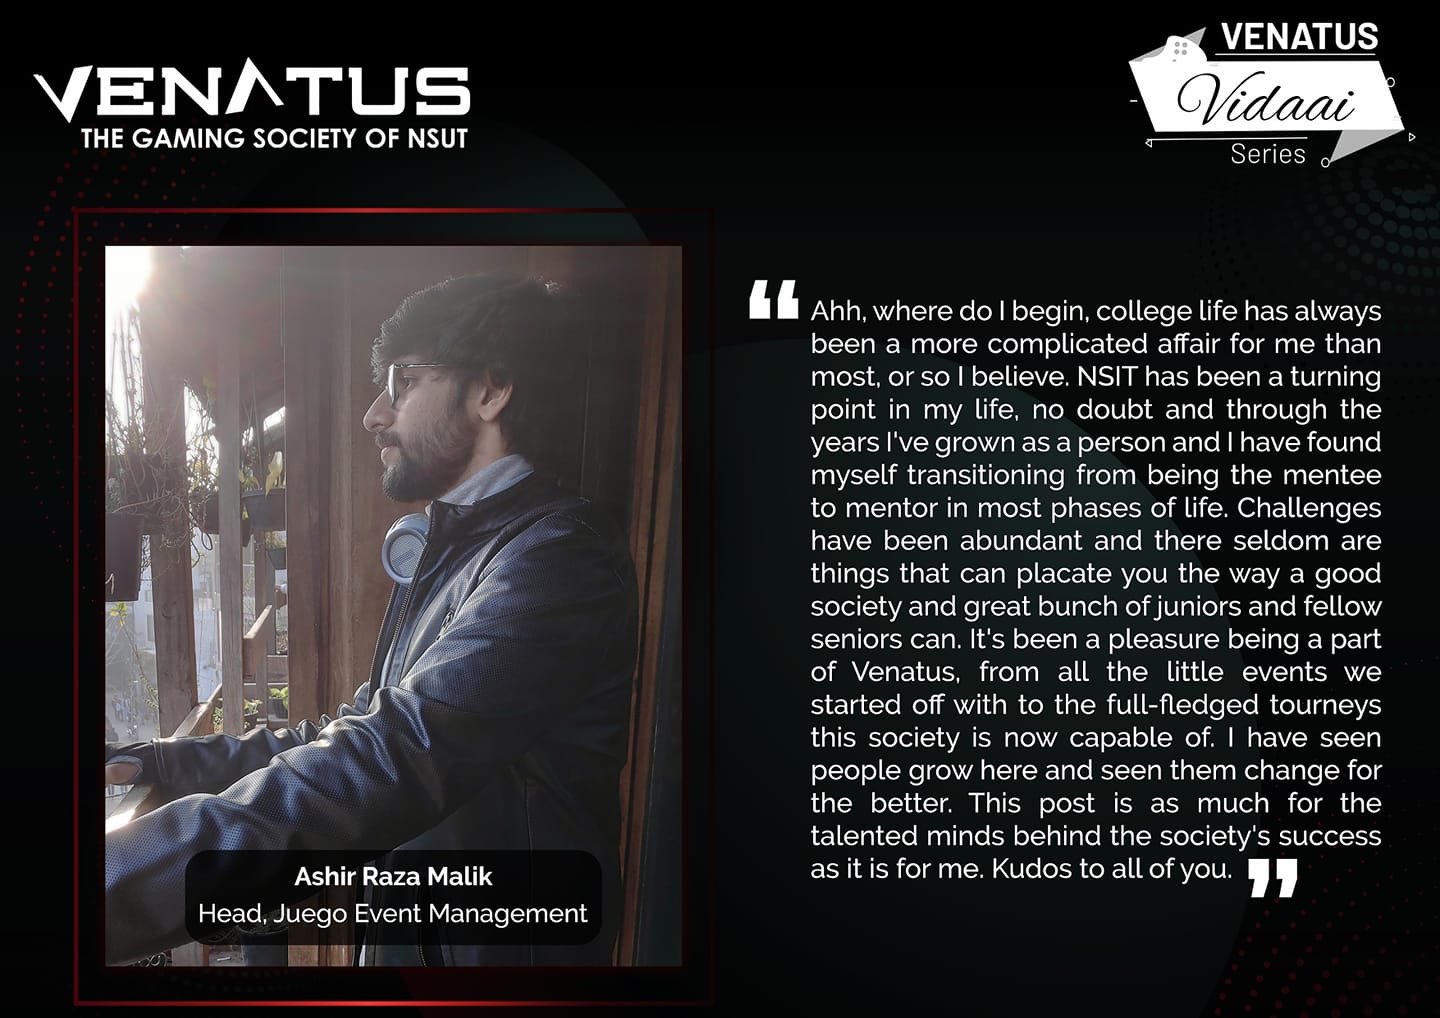 VENATUS
THE GAMING SOCIETY OF NSUT
VENATUS
Vidaai
Series
Ashir Raza Malik
Head, Juego Event Management
“
Ahh, where do I begin, college life has always
been a more complicated affair for me than
most, or so I believe. NSIT has been a turning
point in my life, no doubt and through the
years I've grown as a person and I have found
myself transitioning from being the mentee
to mentor in most phases of life. Challenges
have been abundant and there seldom are
things that can placate you the way a good
society and great bunch of juniors and fellow
seniors can. It's been a pleasure being a part
of Venatus, from all the little events we
started off with to the full-fledged tourneys
this society is now capable of. I have seen
people grow here and seen them change for
the better. This post is as much for the
talented minds behind the society's success
as it is for me. Kudos to all of you. ”